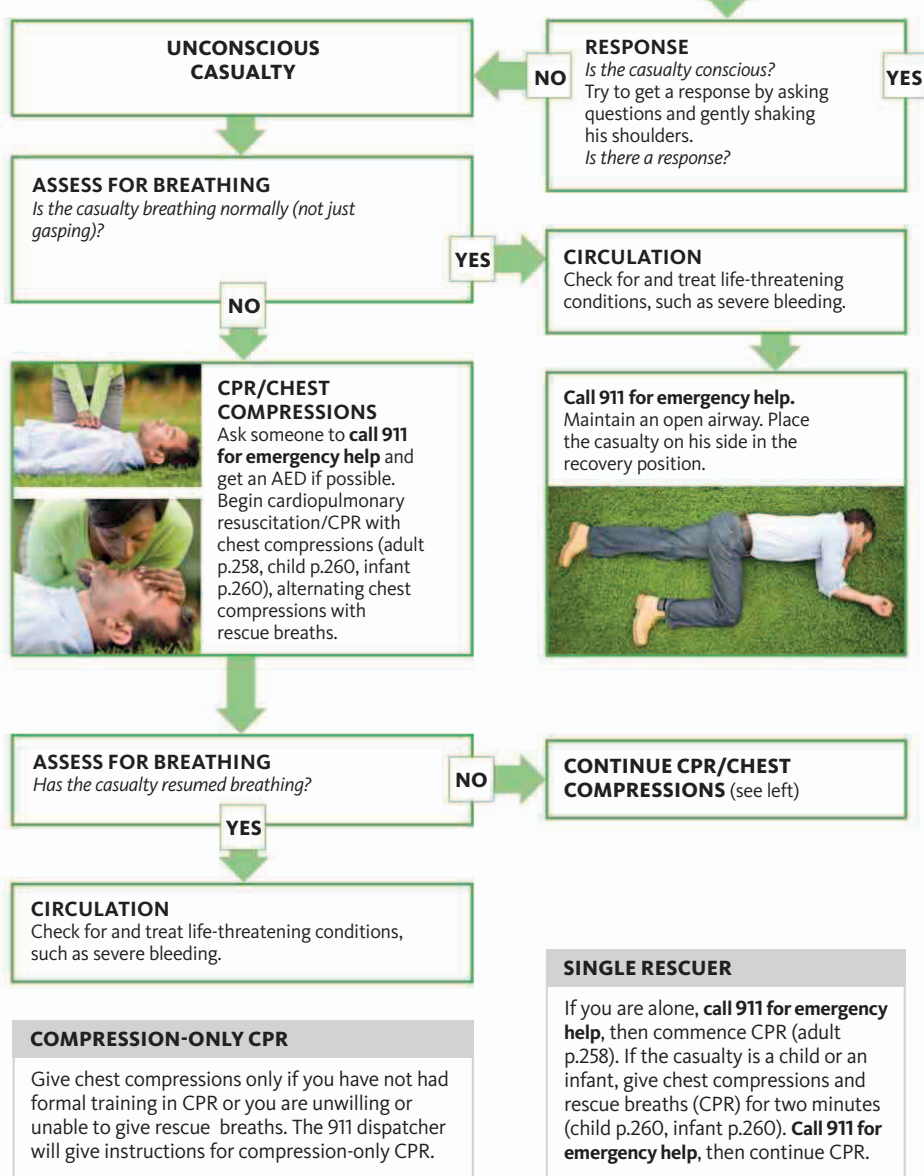 RESPONSE
Is the casualty conscious?
Try to get a response by asking
questions and gently shaking
his shoulders.
Is there a response?
NO
YES
UNCONSCIOUS
CASUALTY
ASSESS FOR BREATHING
Is the casualty breathing normally (not just
gasping)?
YES
NO
CIRCULATION
Check for and treat life-threatening
conditions, such as severe bleeding.
Call 911 for emergency help.
Maintain an open airway. Place
the casualty on his side in the
recovery position.
CPR/CHEST
COMPRESSIONS
Ask someone to call 911
for emergency help and
get an AED if possible.
Begin cardiopulmonary
resuscitation/CPR with
chest compressions (adult
p.258, child p.260, infant
p.260), alternating chest
compressions with
rescue breaths.
ASSESS FOR BREATHING
Has the casualty resumed breathing?
NO
YES
CONTINUE CPR/CHEST
COMPRESSIONS (see left)
CIRCULATION
Check for and treat life-threatening conditions,
such as severe bleeding.
COMPRESSION-ONLY CPR
Give chest compressions only if you have not had
formal training in CPR or you are unwilling or
unable to give rescue breaths. The 911 dispatcher
will give instructions for compression-only CPR.
SINGLE RESCUER
If you are alone, call 911 for emergency
help, then commence CPR (adult
p.258). If the casualty is a child or an
infant, give chest compressions and
rescue breaths (CPR) for two minutes
(child p.260, infant p.260). Call 911 for
emergency help, then continue CPR.